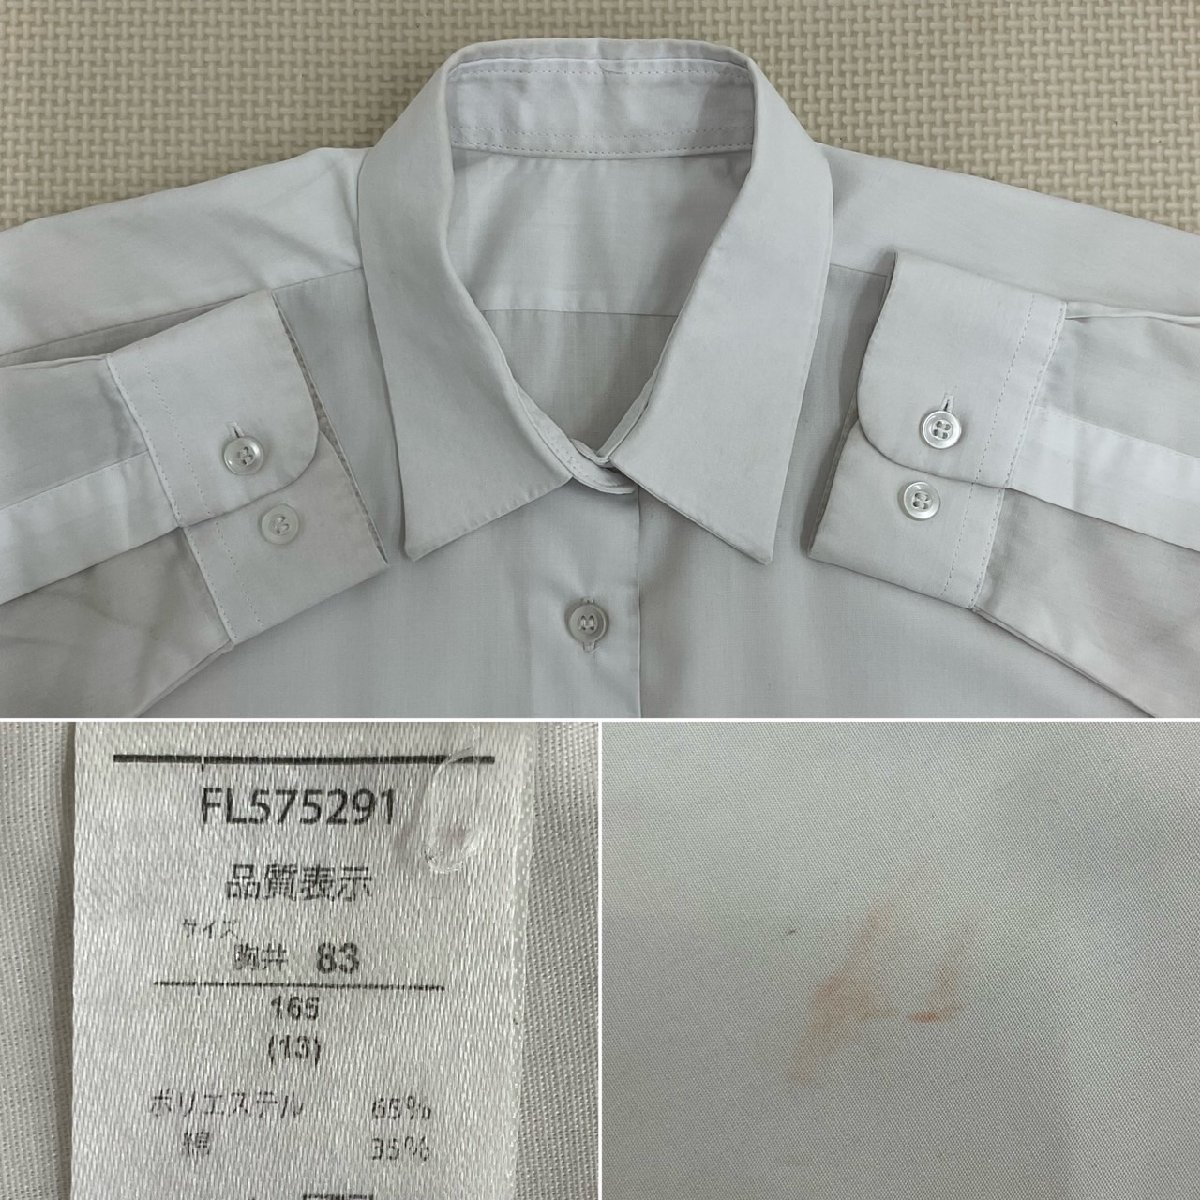 FL575291
品質表示
サイズ
胸廾 83
165
(13)
ポリエステル 65%
綿 35%